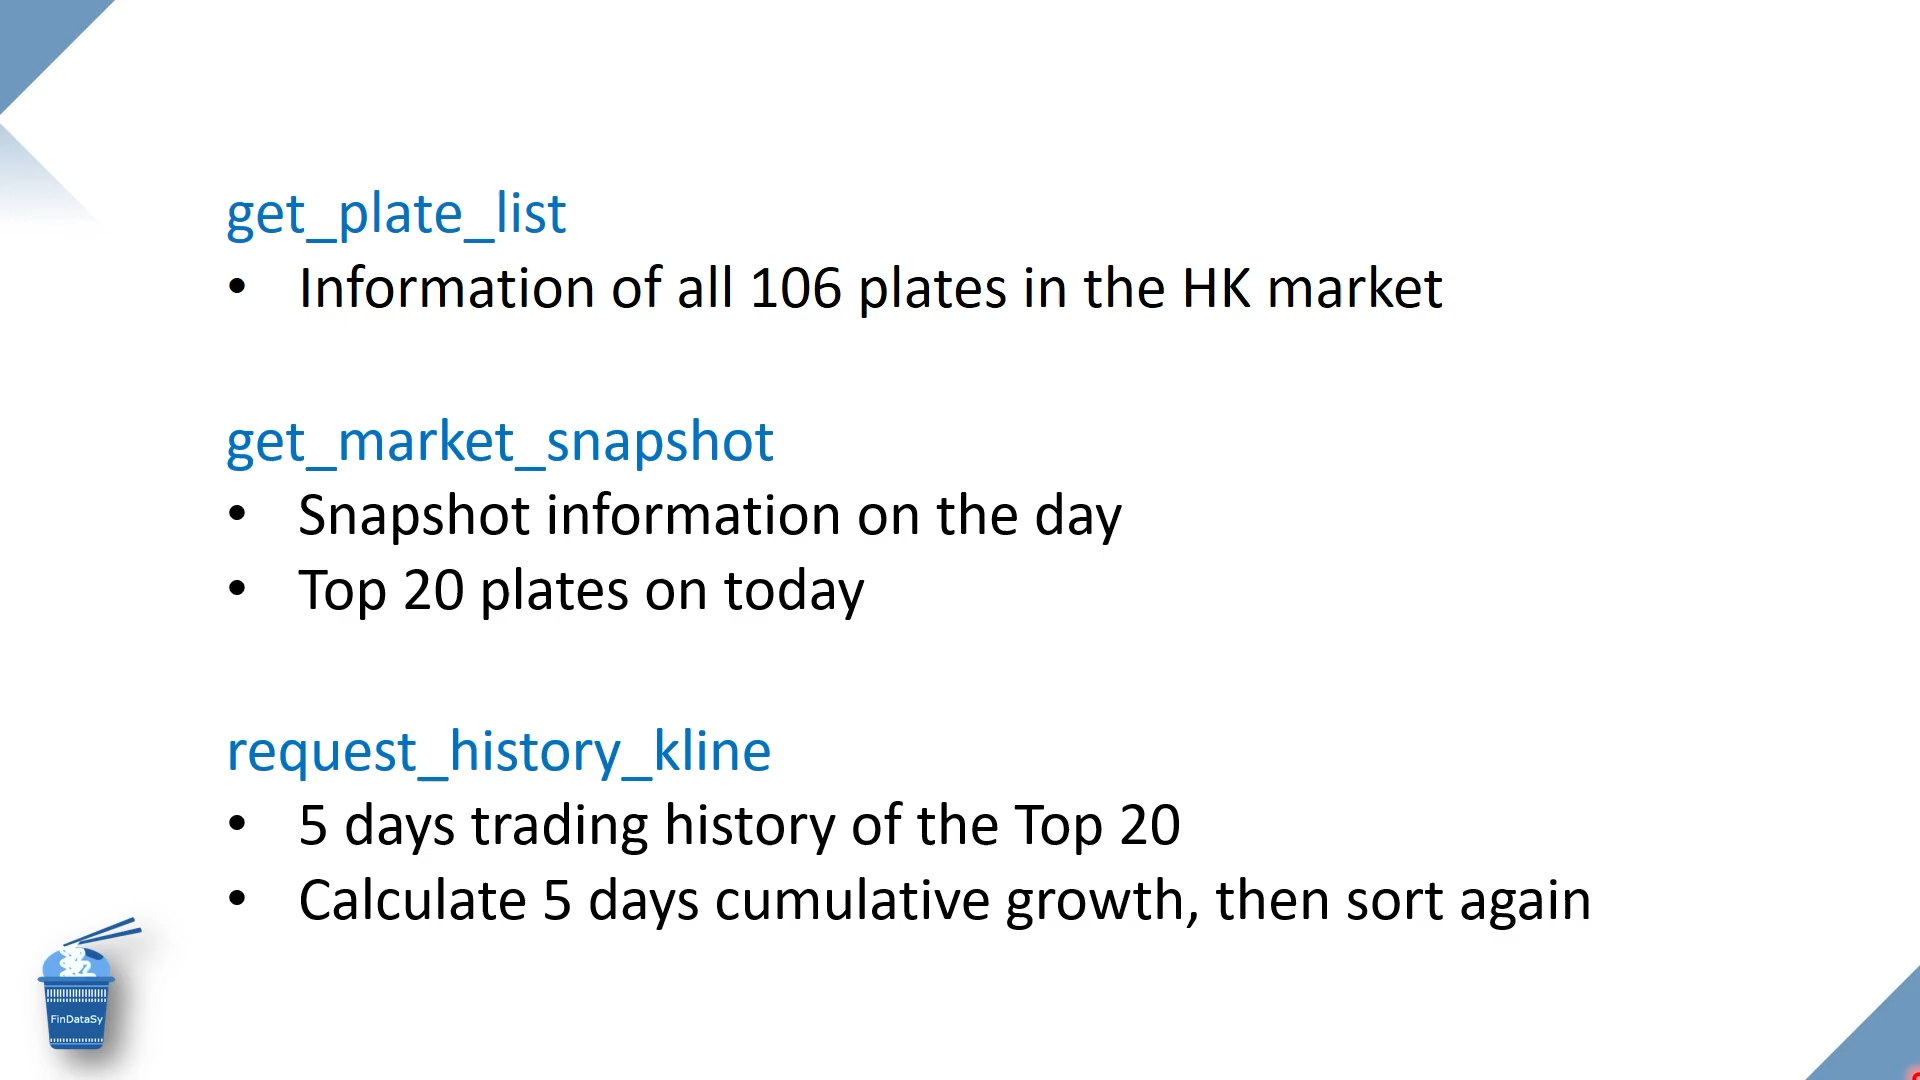 get_plate_list
• Information of all 106 plates in the HK market
get_market_snapshot
• Snapshot information on the day
• Top 20 plates on today
request_history_kline
• 5 days trading history of the Top 20
• Calculate 5 days cumulative growth, then sort again
FinDataSy